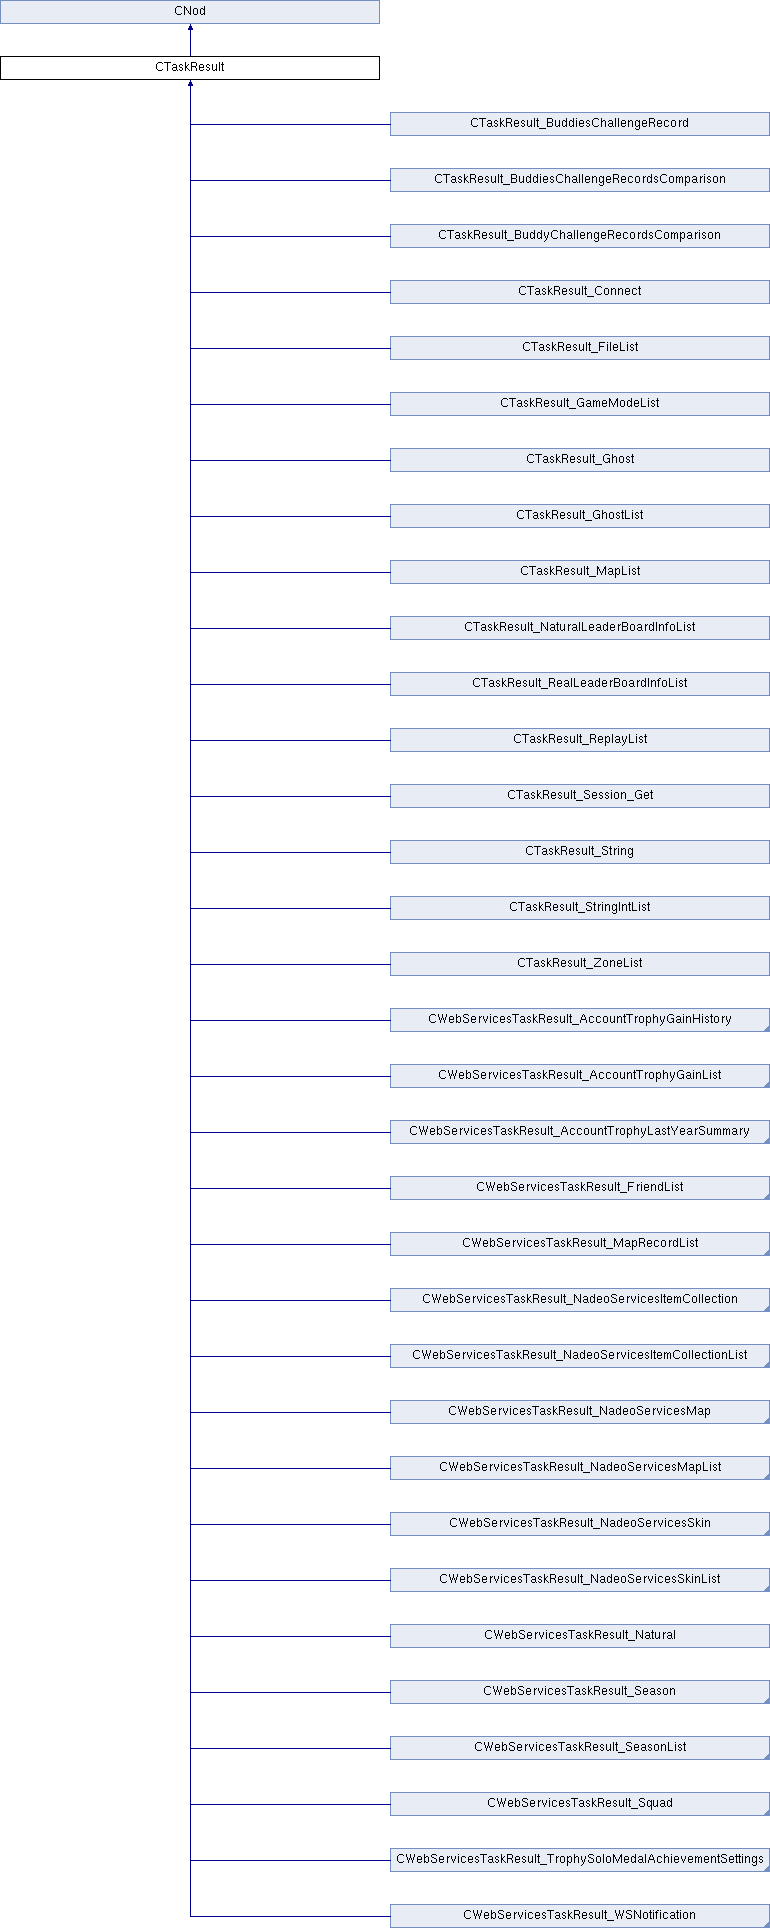 CNod
CTaskResult
CTaskResult_BuddiesChallengeRecord
CTaskResult_BuddiesChallengeRecordsComparison
CTaskResult_BuddyChallengeRecordsComparison
CTaskResult_Connect
CTaskResult_FileList
CTaskResult_GameModeList
CTaskResult_Ghost
CTaskResult_GhostList
CTaskResult_MapList
CTaskResult_NaturalLeaderBoardInfoList
CTaskResult_RealLeaderBoardInfoList
CTaskResult_ReplayList
CTaskResult_Session_Get
CTaskResult_String
CTaskResult_StringIntList
CTaskResult_ZoneList
CWebServicesTaskResult_AccountTrophyGainHistory
CWebServicesTaskResult_AccountTrophyGainList
CWebServicesTaskResult_AccountTrophyLastYearSummary
CWebServicesTaskResult_FriendList
CWebServicesTaskResult_MapRecordList
CWebServicesTaskResult_NadeoServicesItemCollection
CWebServicesTaskResult_NadeoServicesItemCollectionList
CWebServicesTaskResult_NadeoServicesMap
CWebServicesTaskResult_NadeoServicesMapList
CWebServicesTaskResult_NadeoServicesSkin
CWebServicesTaskResult_NadeoServicesSkinList
CWebServicesTaskResult_Natural
CWebServicesTaskResult_Season
CWebServicesTaskResult_SeasonList
CWebServicesTaskResult_Squad
CWebServicesTaskResult_TrophySoloMedalAchievementSettings
CWebServicesTaskResult_WSNotification